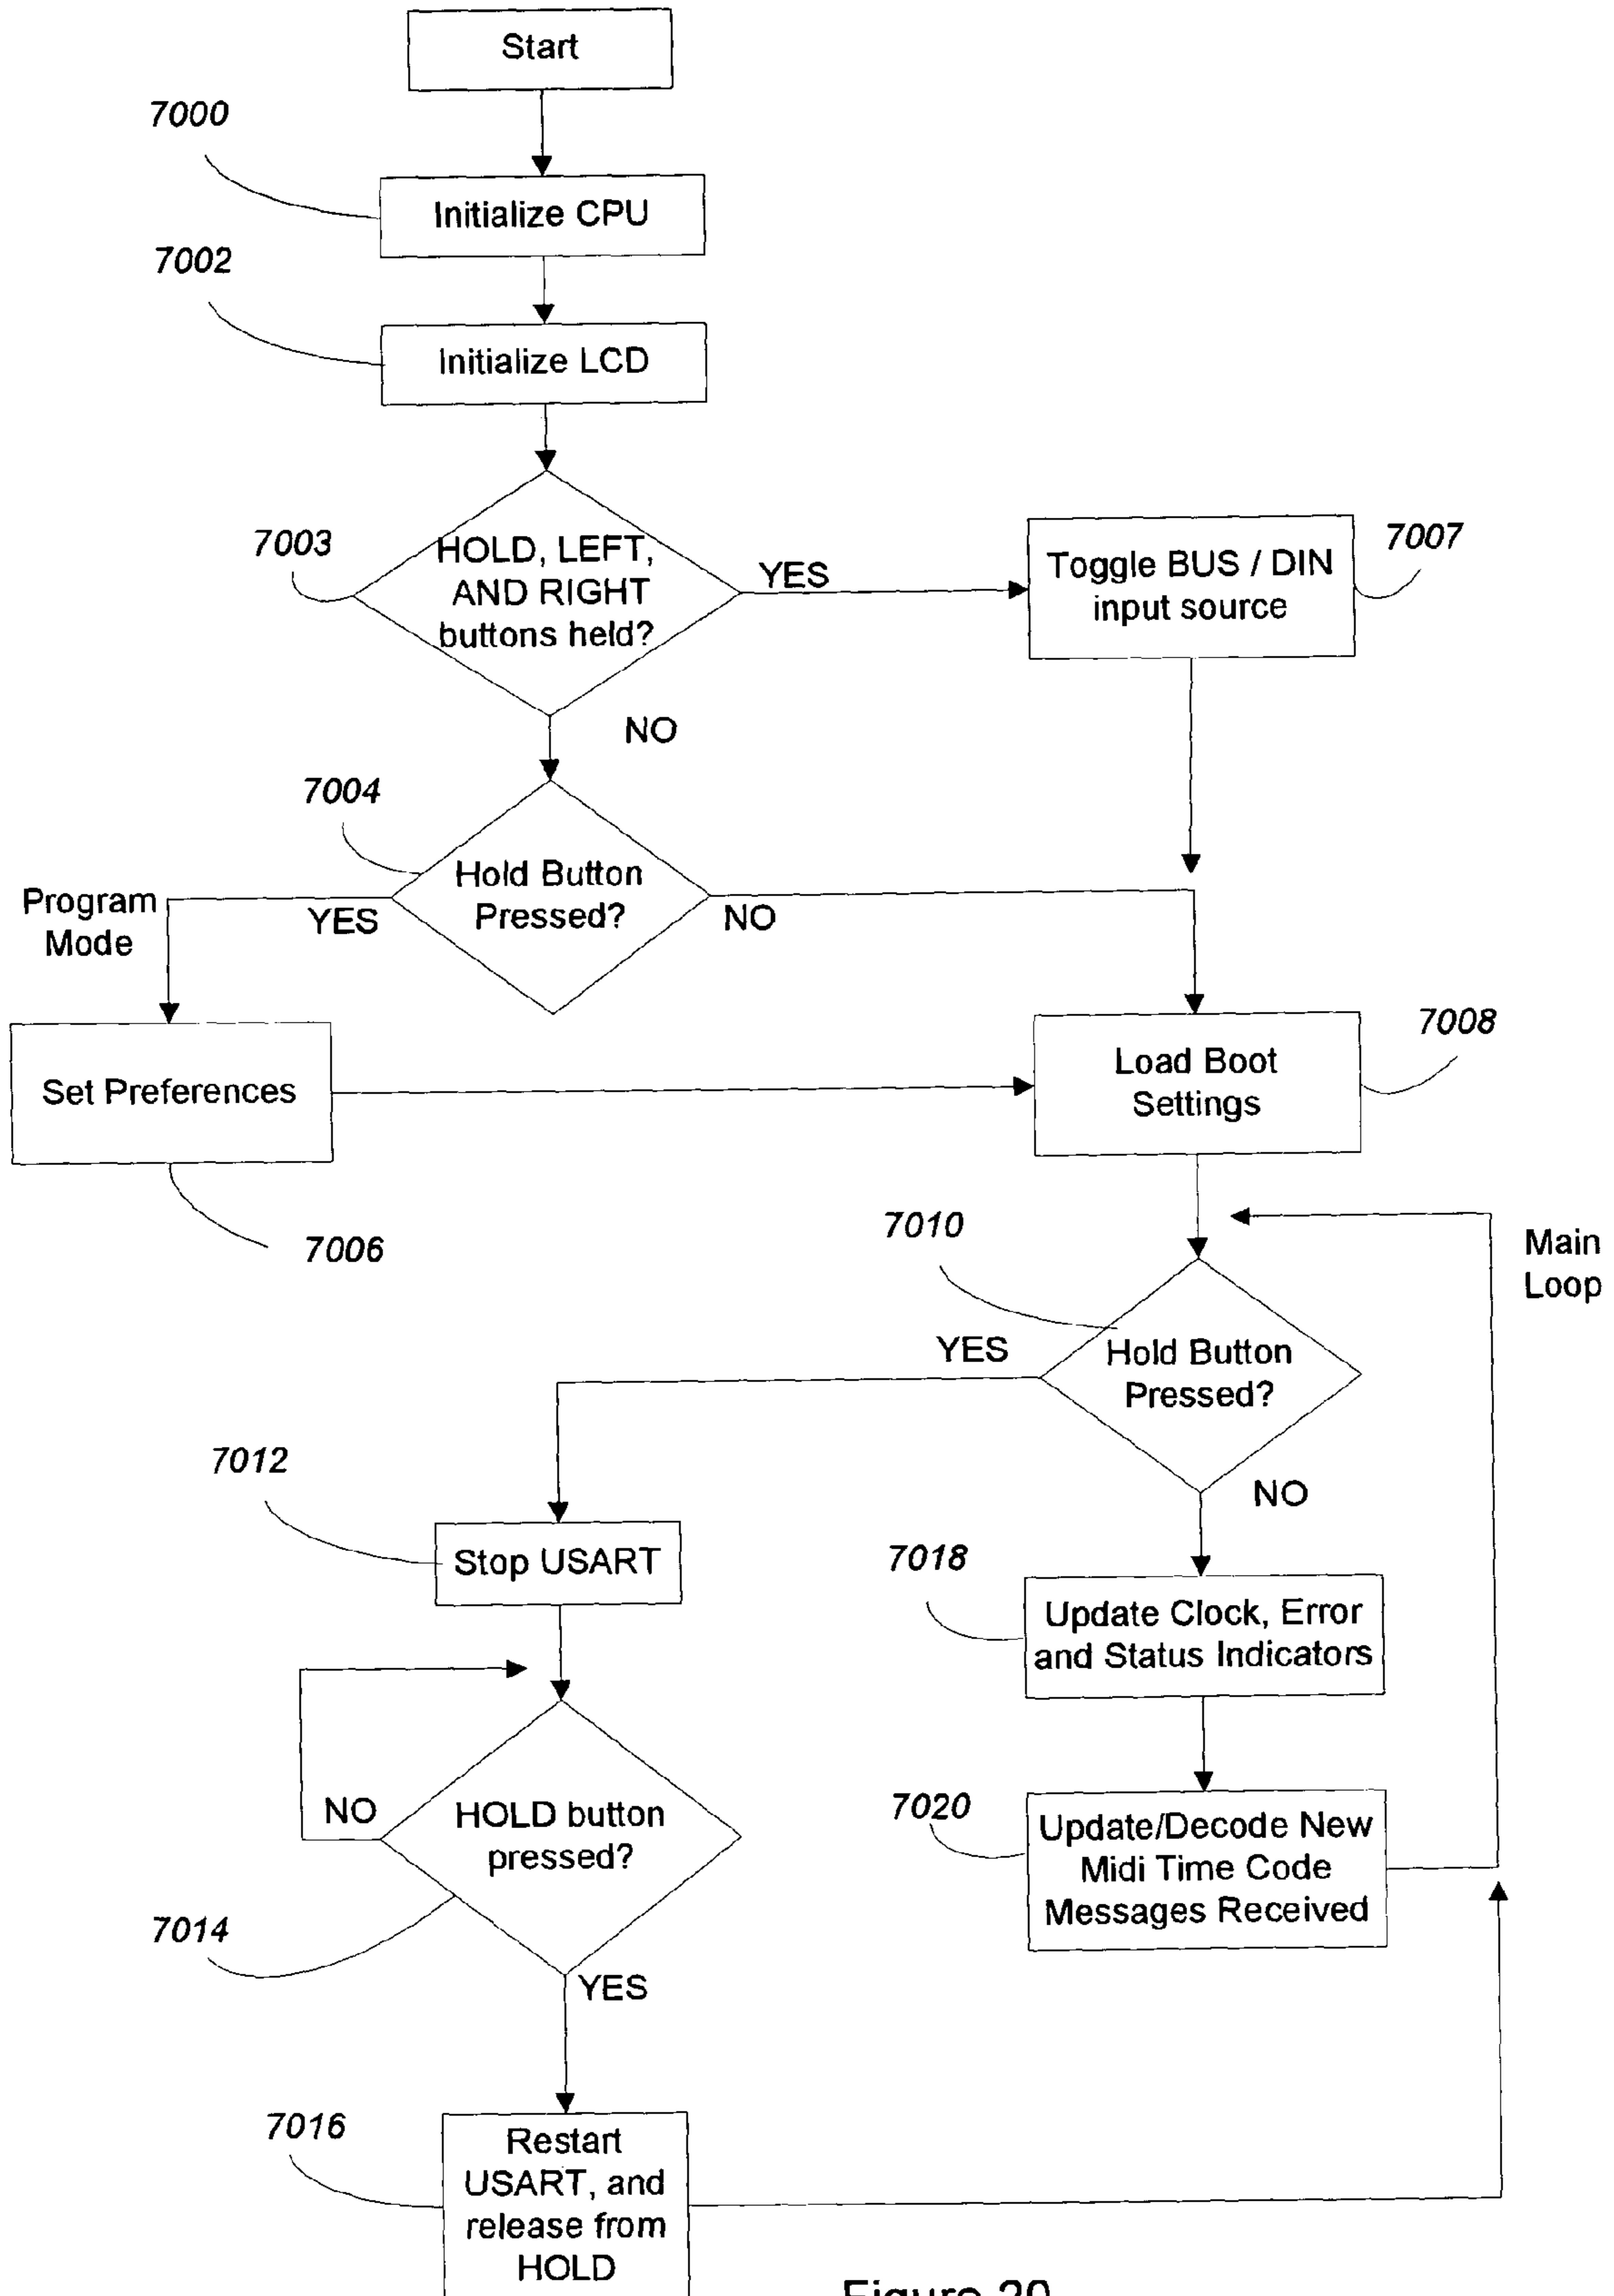 Start
7000
Initialize CPU
7002
Initialize LCD
7003
HOLD, LEFT,
AND RIGHT
buttons held?
YES
Toggle BUS / DIN
input source
7007
NO
7004
Hold Button
Pressed?
Program
Mode
YES
NO
Set Preferences
7006
Load Boot
Settings
7008
7010
Main
Loop
Hold Button
Pressed?
YES
NO
7012
Stop USART
7018
Update Clock, Error
and Status Indicators
NO
HOLD button
pressed?
7014
YES
7020
Update/Decode New
Midi Time Code
Messages Received
7016
Restart
USART, and
release from
HOLD